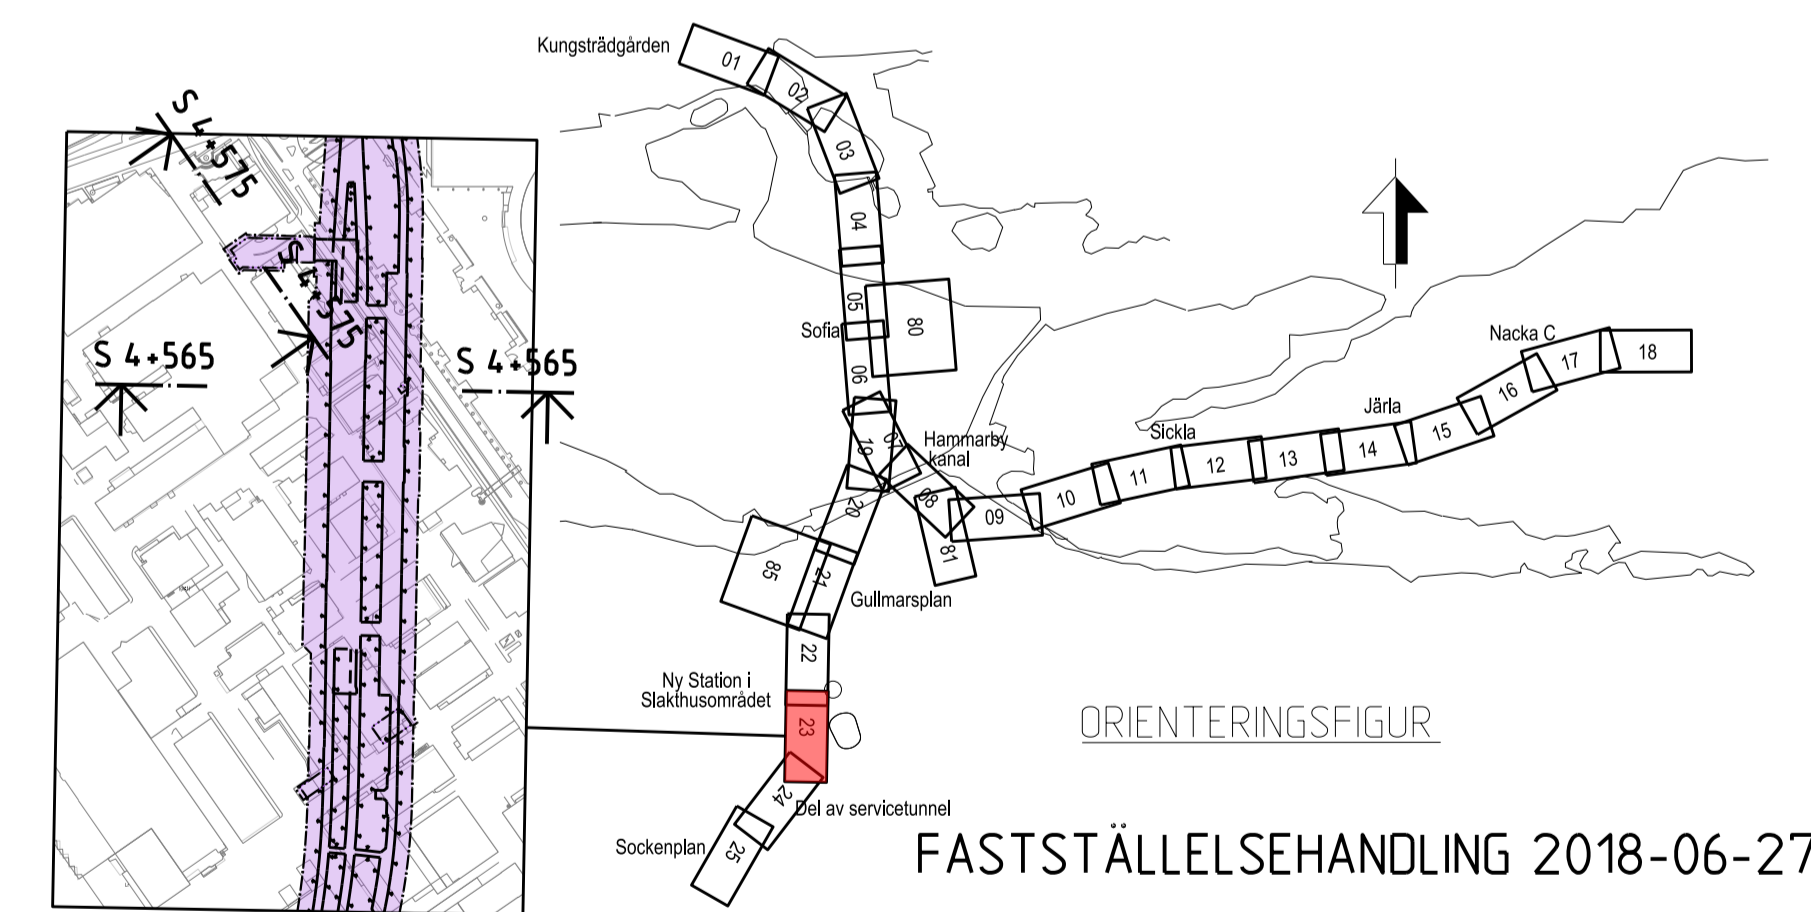 Kungsträdgården
01
02
03
04
05
Sofia
80
06
07
19
Hammarby
kanal
08
09
81
10
11
Sickla
12
13
Järla
14
15
16
Nacka C
17
18
20
85
21
Gullmarsplan
22
Ny Station i
Slakthusområdet
23
24
Del av servicetunnel
Sockenplan
25
S 4+575
S 4+575
S 4+565
S 4+565
ORIENTERINGSFIGUR
FASTSTÄLLELSEHANDLING 2018-06-27